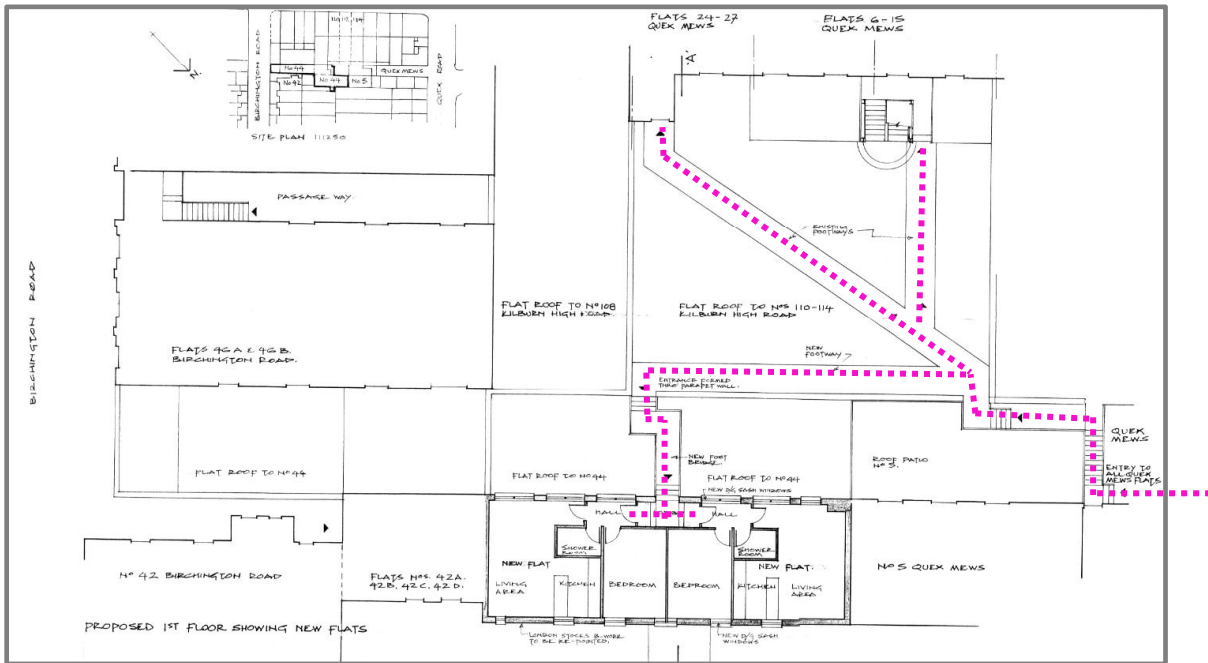 FLATS 24-27
QUEX MEWS
FLATS 6-15
QUEX MEWS
'A'
N.
BIRCHINGTON ROAD
110-112-114
No 44
No 42
No 44
No 5
QUEX MEWS
QUEX ROAD
SITE PLAN 1:1250
PASSAGE WAY.
BIRCHINGTON ROAD
FLATS 46A & 46B.
BIRCHINGTON ROAD.
FLAT ROOF TO No 108
KILBURN HIGH ROAD.
EXISTING
FOOTWAYS
FLAT ROOF TO Nos 110-114
KILBURN HIGH ROAD
NEW
FOOTWAY
ENTRANCE FORMED
THRO' PARAPET WALL.
QUEX
MEWS
ENTRY TO
ALL QUEX
MEWS FLATS
FLAT ROOF TO No 44
FLAT ROOF TO No 44
NEW FOOT
BRIDGE.
FLAT ROOF TO No 44
ROOF PATIO
No 5.
NEW D/G SASH WINDOWS
HALL
HALL
SHOWER
ROOM
SHOWER
ROOM
NEW FLAT
LIVING
AREA
KITCHEN
BEDROOM
BEDROOM
NEW FLAT.
KITCHEN
LIVING
AREA
No 42 BIRCHINGTON ROAD
FLATS Nos. 42A.
42B. 42C. 42D.
No 5 QUEX MEWS
PROPOSED 1ST FLOOR SHOWING NEW FLATS
LONDON STOCKS B.WORK
TO BE RE-POINTED.
NEW D/G SASH
WINDOWS